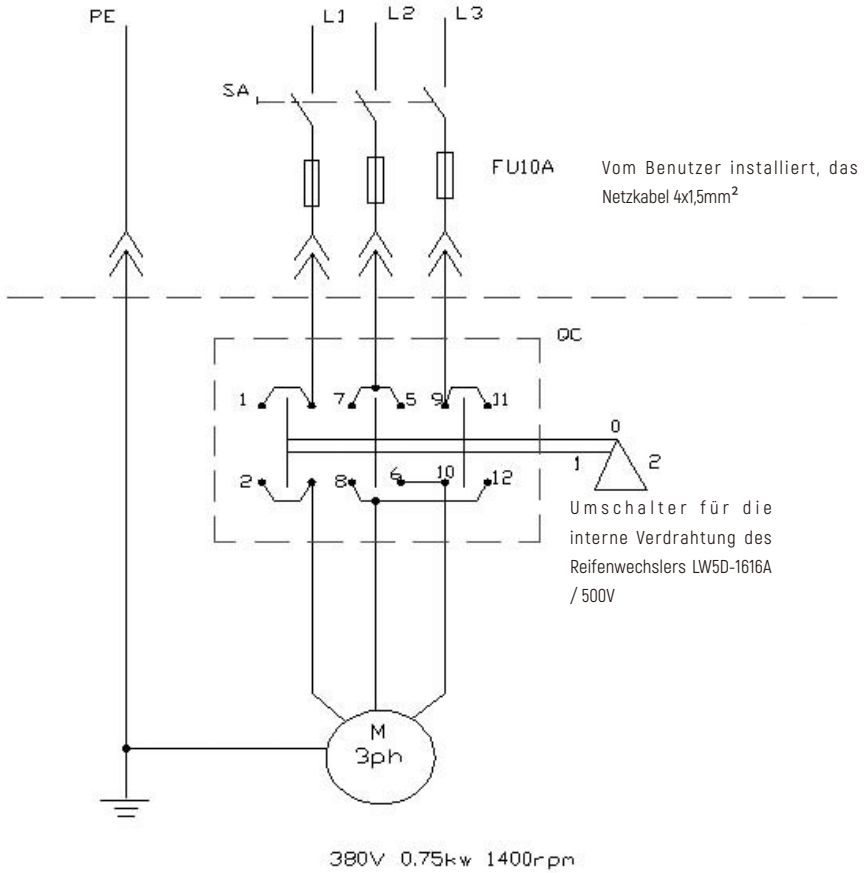 PE
L1
L2
L3
SA
FU10A
Vom Benutzer installiert, das
Netzkabel 4x1,5mm²
QC
1 7 5 9 11
0
1 2
2 8 6 10 12
Umschalter für die
interne Verdrahtung des
Reifenwechslers LW5D-1616A
/ 500V
M
3ph
380V 0.75kw 1400rpm